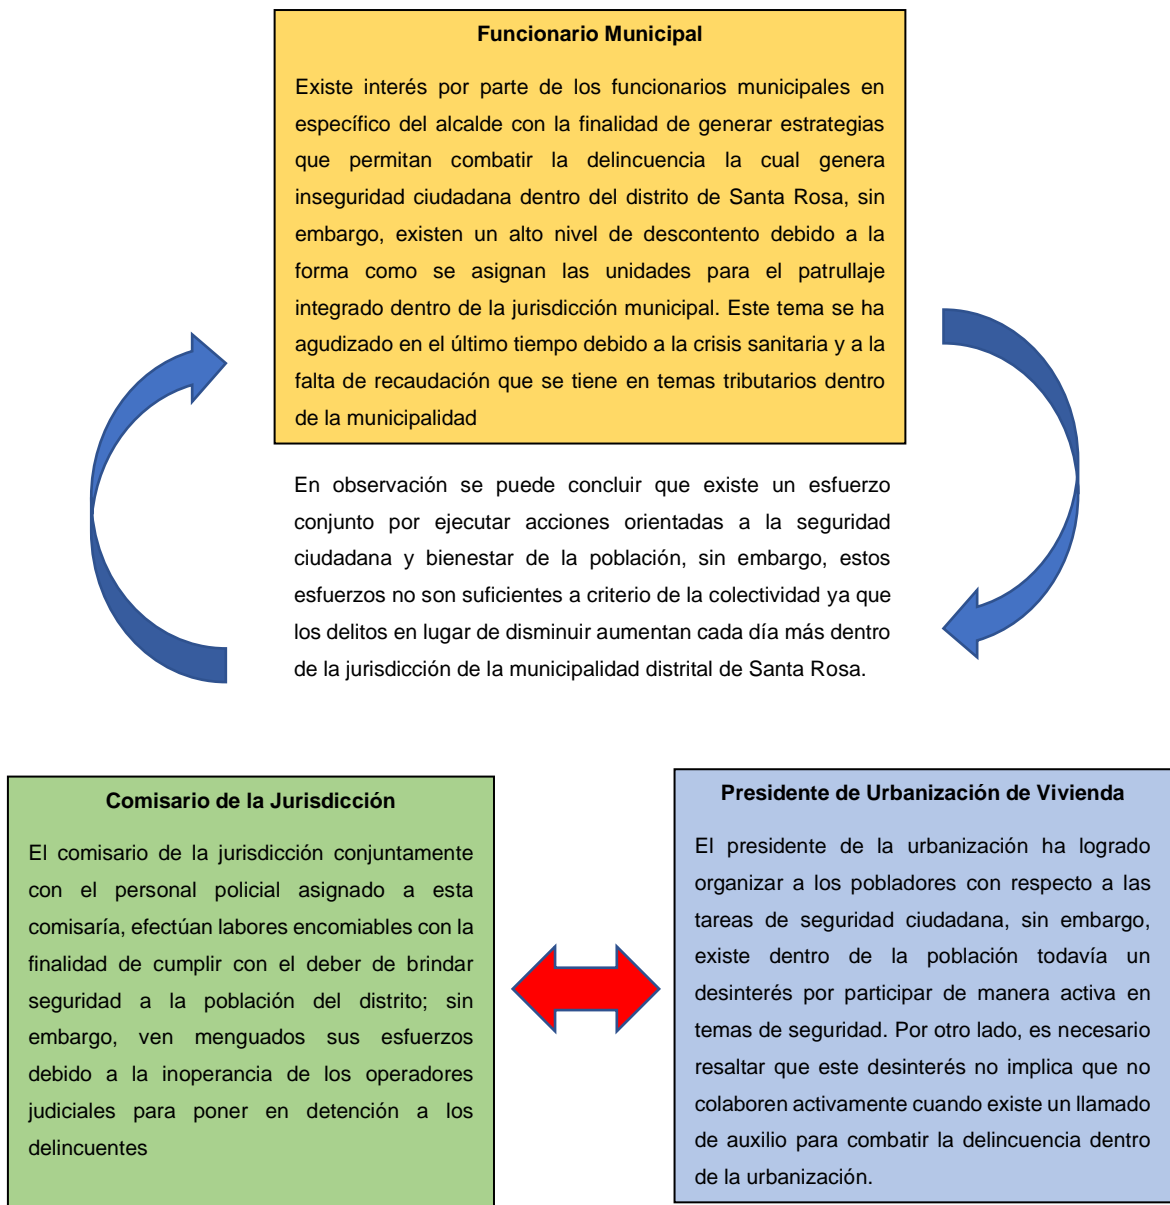 Funcionario Municipal
Existe interés por parte de los funcionarios municipales en
específico del alcalde con la finalidad de generar estrategias
que permitan combatir la delincuencia la cual genera
inseguridad ciudadana dentro del distrito de Santa Rosa, sin
embargo, existen un alto nivel de descontento debido a la
forma como se asignan las unidades para el patrullaje
integrado dentro de la jurisdicción municipal. Este tema se ha
agudizado en el último tiempo debido a la crisis sanitaria y a la
falta de recaudación que se tiene en temas tributarios dentro
de la municipalidad
En observación se puede concluir que existe un esfuerzo
conjunto por ejecutar acciones orientadas a la seguridad
ciudadana y bienestar de la población, sin embargo, estos
esfuerzos no son suficientes a criterio de la colectividad ya que
los delitos en lugar de disminuir aumentan cada día más dentro
de la jurisdicción de la municipalidad distrital de Santa Rosa.
Comisario de la Jurisdicción
El comisario de la jurisdicción conjuntamente
con el personal policial asignado a esta
comisaría, efectúan labores encomiables con la
finalidad de cumplir con el deber de brindar
seguridad a la población del distrito; sin
embargo, ven menguados sus esfuerzos
debido a la inoperancia de los operadores
judiciales para poner en detención a los
delincuentes
Presidente de Urbanización de Vivienda
El presidente de la urbanización ha logrado
organizar a los pobladores con respecto a las
tareas de seguridad ciudadana, sin embargo,
existe dentro de la población todavía un
desinterés por participar de manera activa en
temas de seguridad. Por otro lado, es necesario
resaltar que este desinterés no implica que no
colaboren activamente cuando existe un llamado
de auxilio para combatir la delincuencia dentro
de la urbanización.